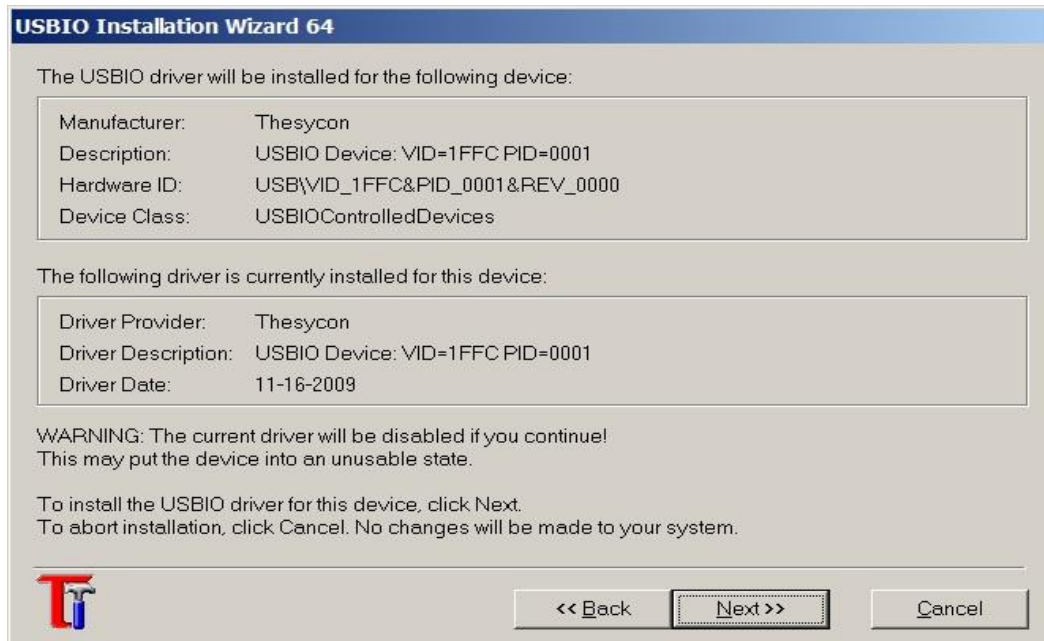 USBIO Installation Wizard 64
The USBIO driver will be installed for the following device:
Manufacturer: Thesycon
Description: USBIO Device: VID=1FFC PID=0001
Hardware ID: USB\VID_1FFC&PID_0001&REV_0000
Device Class: USBIOControlledDevices
The following driver is currently installed for this device:
Driver Provider: Thesycon
Driver Description: USBIO Device: VID=1FFC PID=0001
Driver Date: 11-16-2009
WARNING: The current driver will be disabled if you continue!
This may put the device into an unusable state.
To install the USBIO driver for this device, click Next.
To abort installation, click Cancel. No changes will be made to your system.
<< Back Next >> Cancel